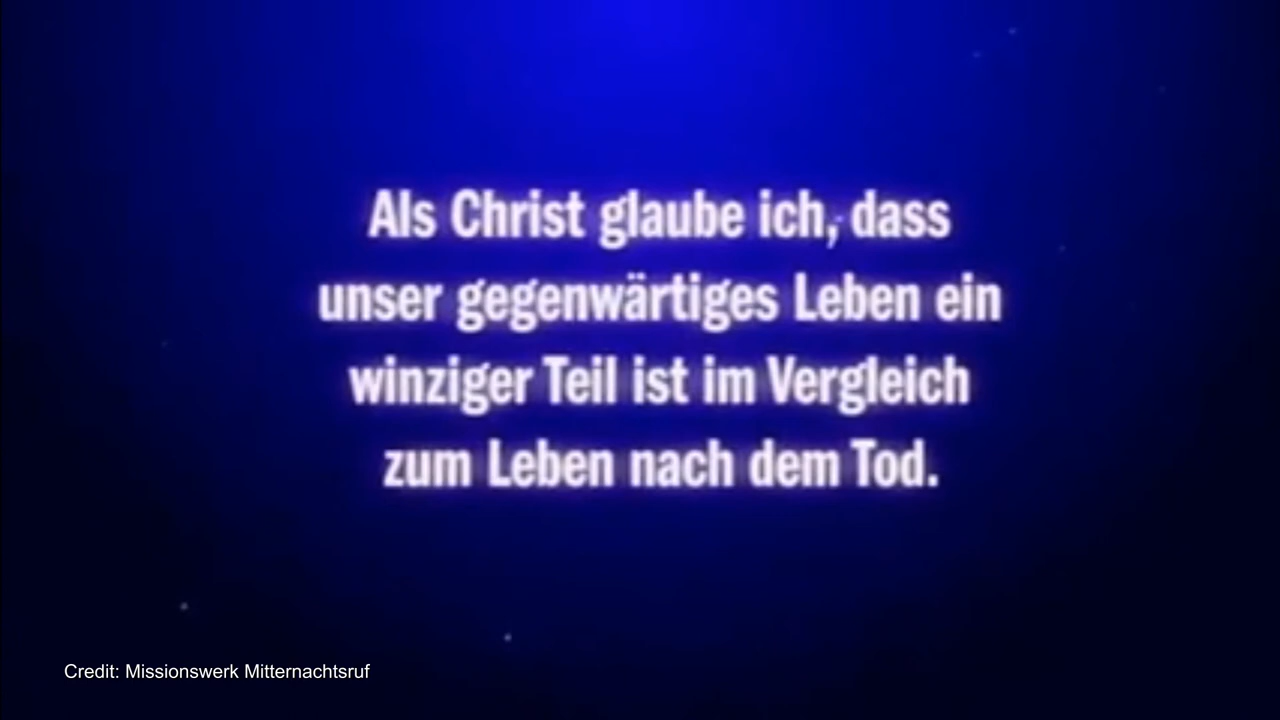 Als Christ glaube ich, dass
unser gegenwärtiges Leben ein
winziger Teil ist im Vergleich
zum Leben nach dem Tod.
Credit: Missionswerk Mitternachtsruf